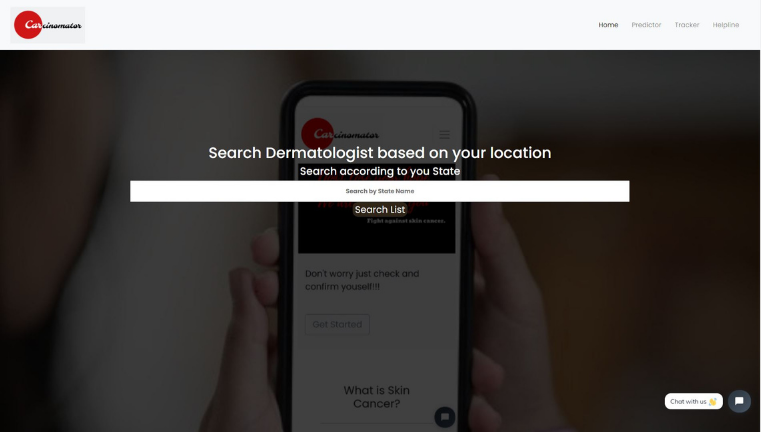 Carcinomator
Home Predictor Tracker Helpline
Carcinomator
Search Dermatologist based on your location
Search according to you State
Search by State Name
Search List
Fight against skin cancer.
Don't worry just check and
confirm youself!!!
Get Started
What is Skin
Cancer?
Chat with us 👋